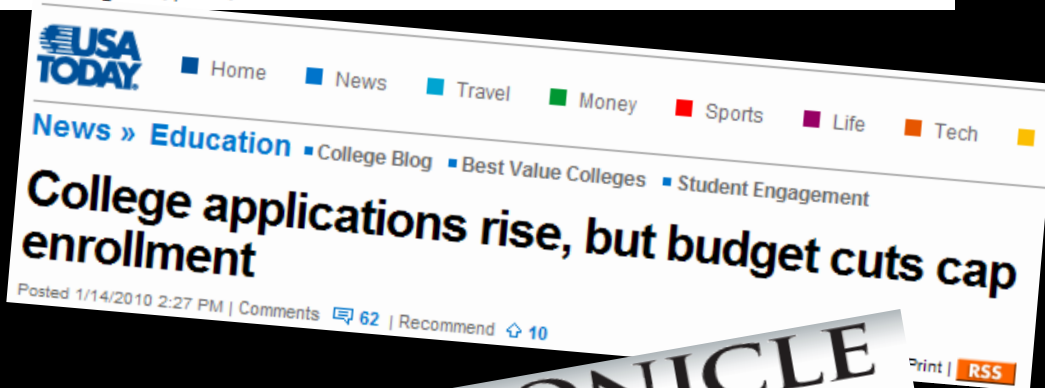 USA
TODAY
Home News Travel Money Sports Life Tech
News » Education College Blog Best Value Colleges Student Engagement
College applications rise, but budget cuts cap
enrollment
Posted 1/14/2010 2:27 PM | Comments 62 | Recommend 10
Print | RSS
ONICLE